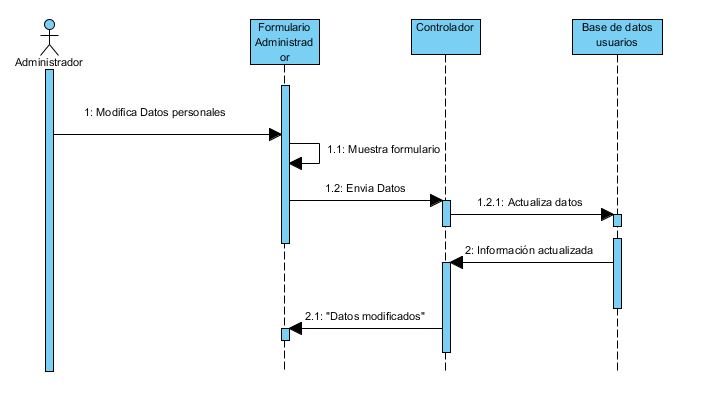 Administrador
Formulario
Administrad
or
Controlador
Base de datos
usuarios
1: Modifica Datos personales
1.1: Muestra formulario
1.2: Envia Datos
1.2.1: Actualiza datos
2: Información actualizada
2.1: "Datos modificados"